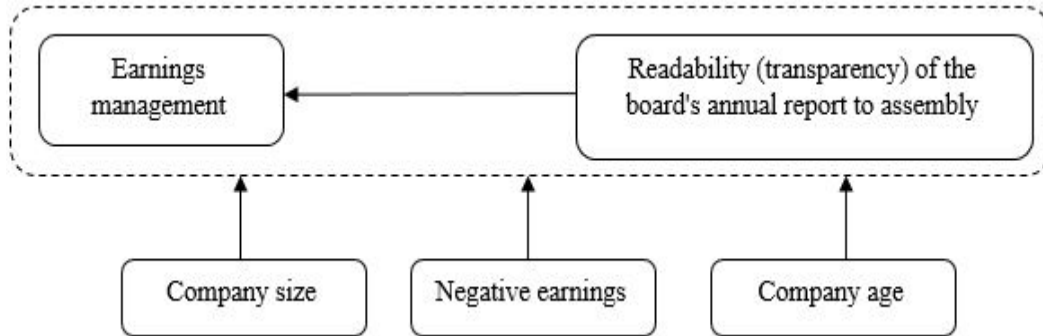 Earnings
management
Readability (transparency) of the
board's annual report to assembly
Company size
Negative earnings
Company age